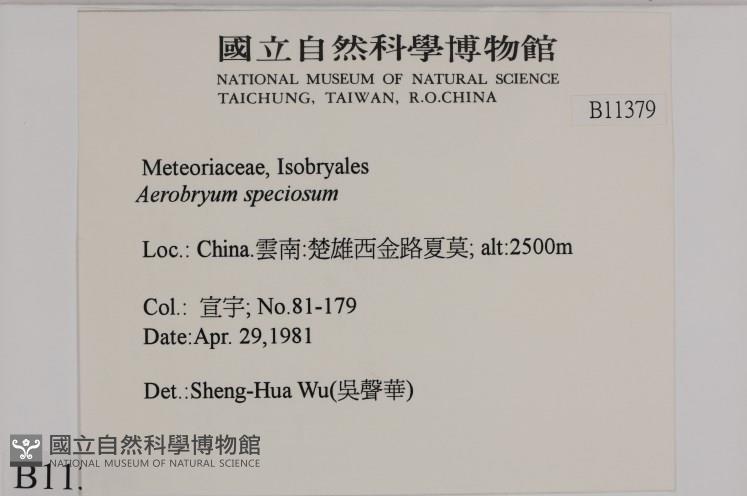 國立自然科學博物館
NATIONAL MUSEUM OF NATURAL SCIENCE
TAICHUNG, TAIWAN, R.O.CHINA
B11379
Meteoriaceae, Isobryales
Aerobryum speciosum
Loc.: China.雲南:楚雄西金路夏莫; alt:2500m
Col.: 宣宇; No.81-179
Date:Apr. 29,1981
Det.:Sheng-Hua Wu(吳聲華)
國立自然科學博物館
NATIONAL MUSEUM OF NATURAL SCIENCE